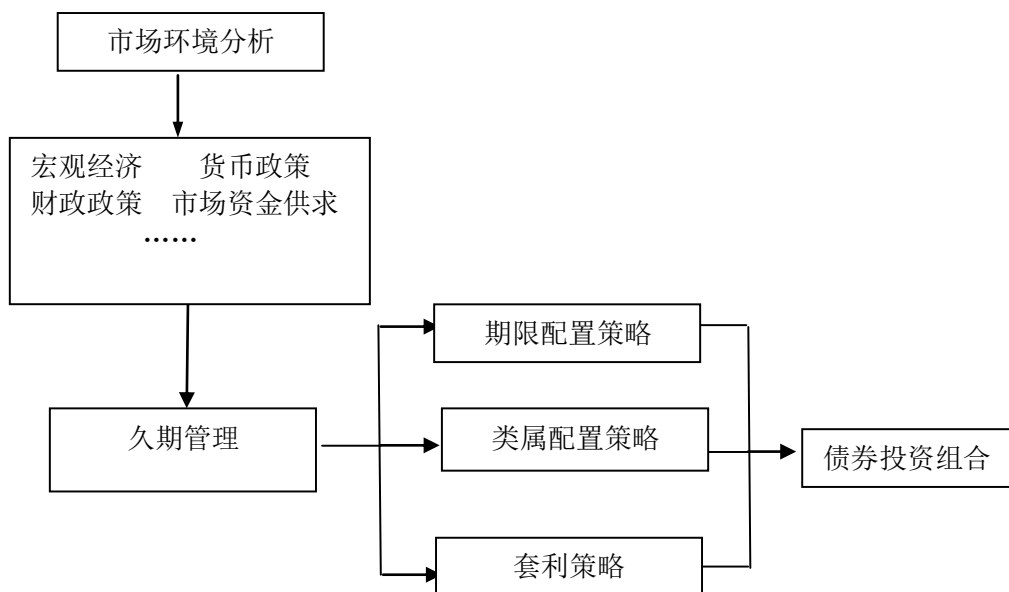 市场环境分析
宏观经济 货币政策
财政政策 市场资金供求
……
期限配置策略
久期管理
类属配置策略
债券投资组合
套利策略